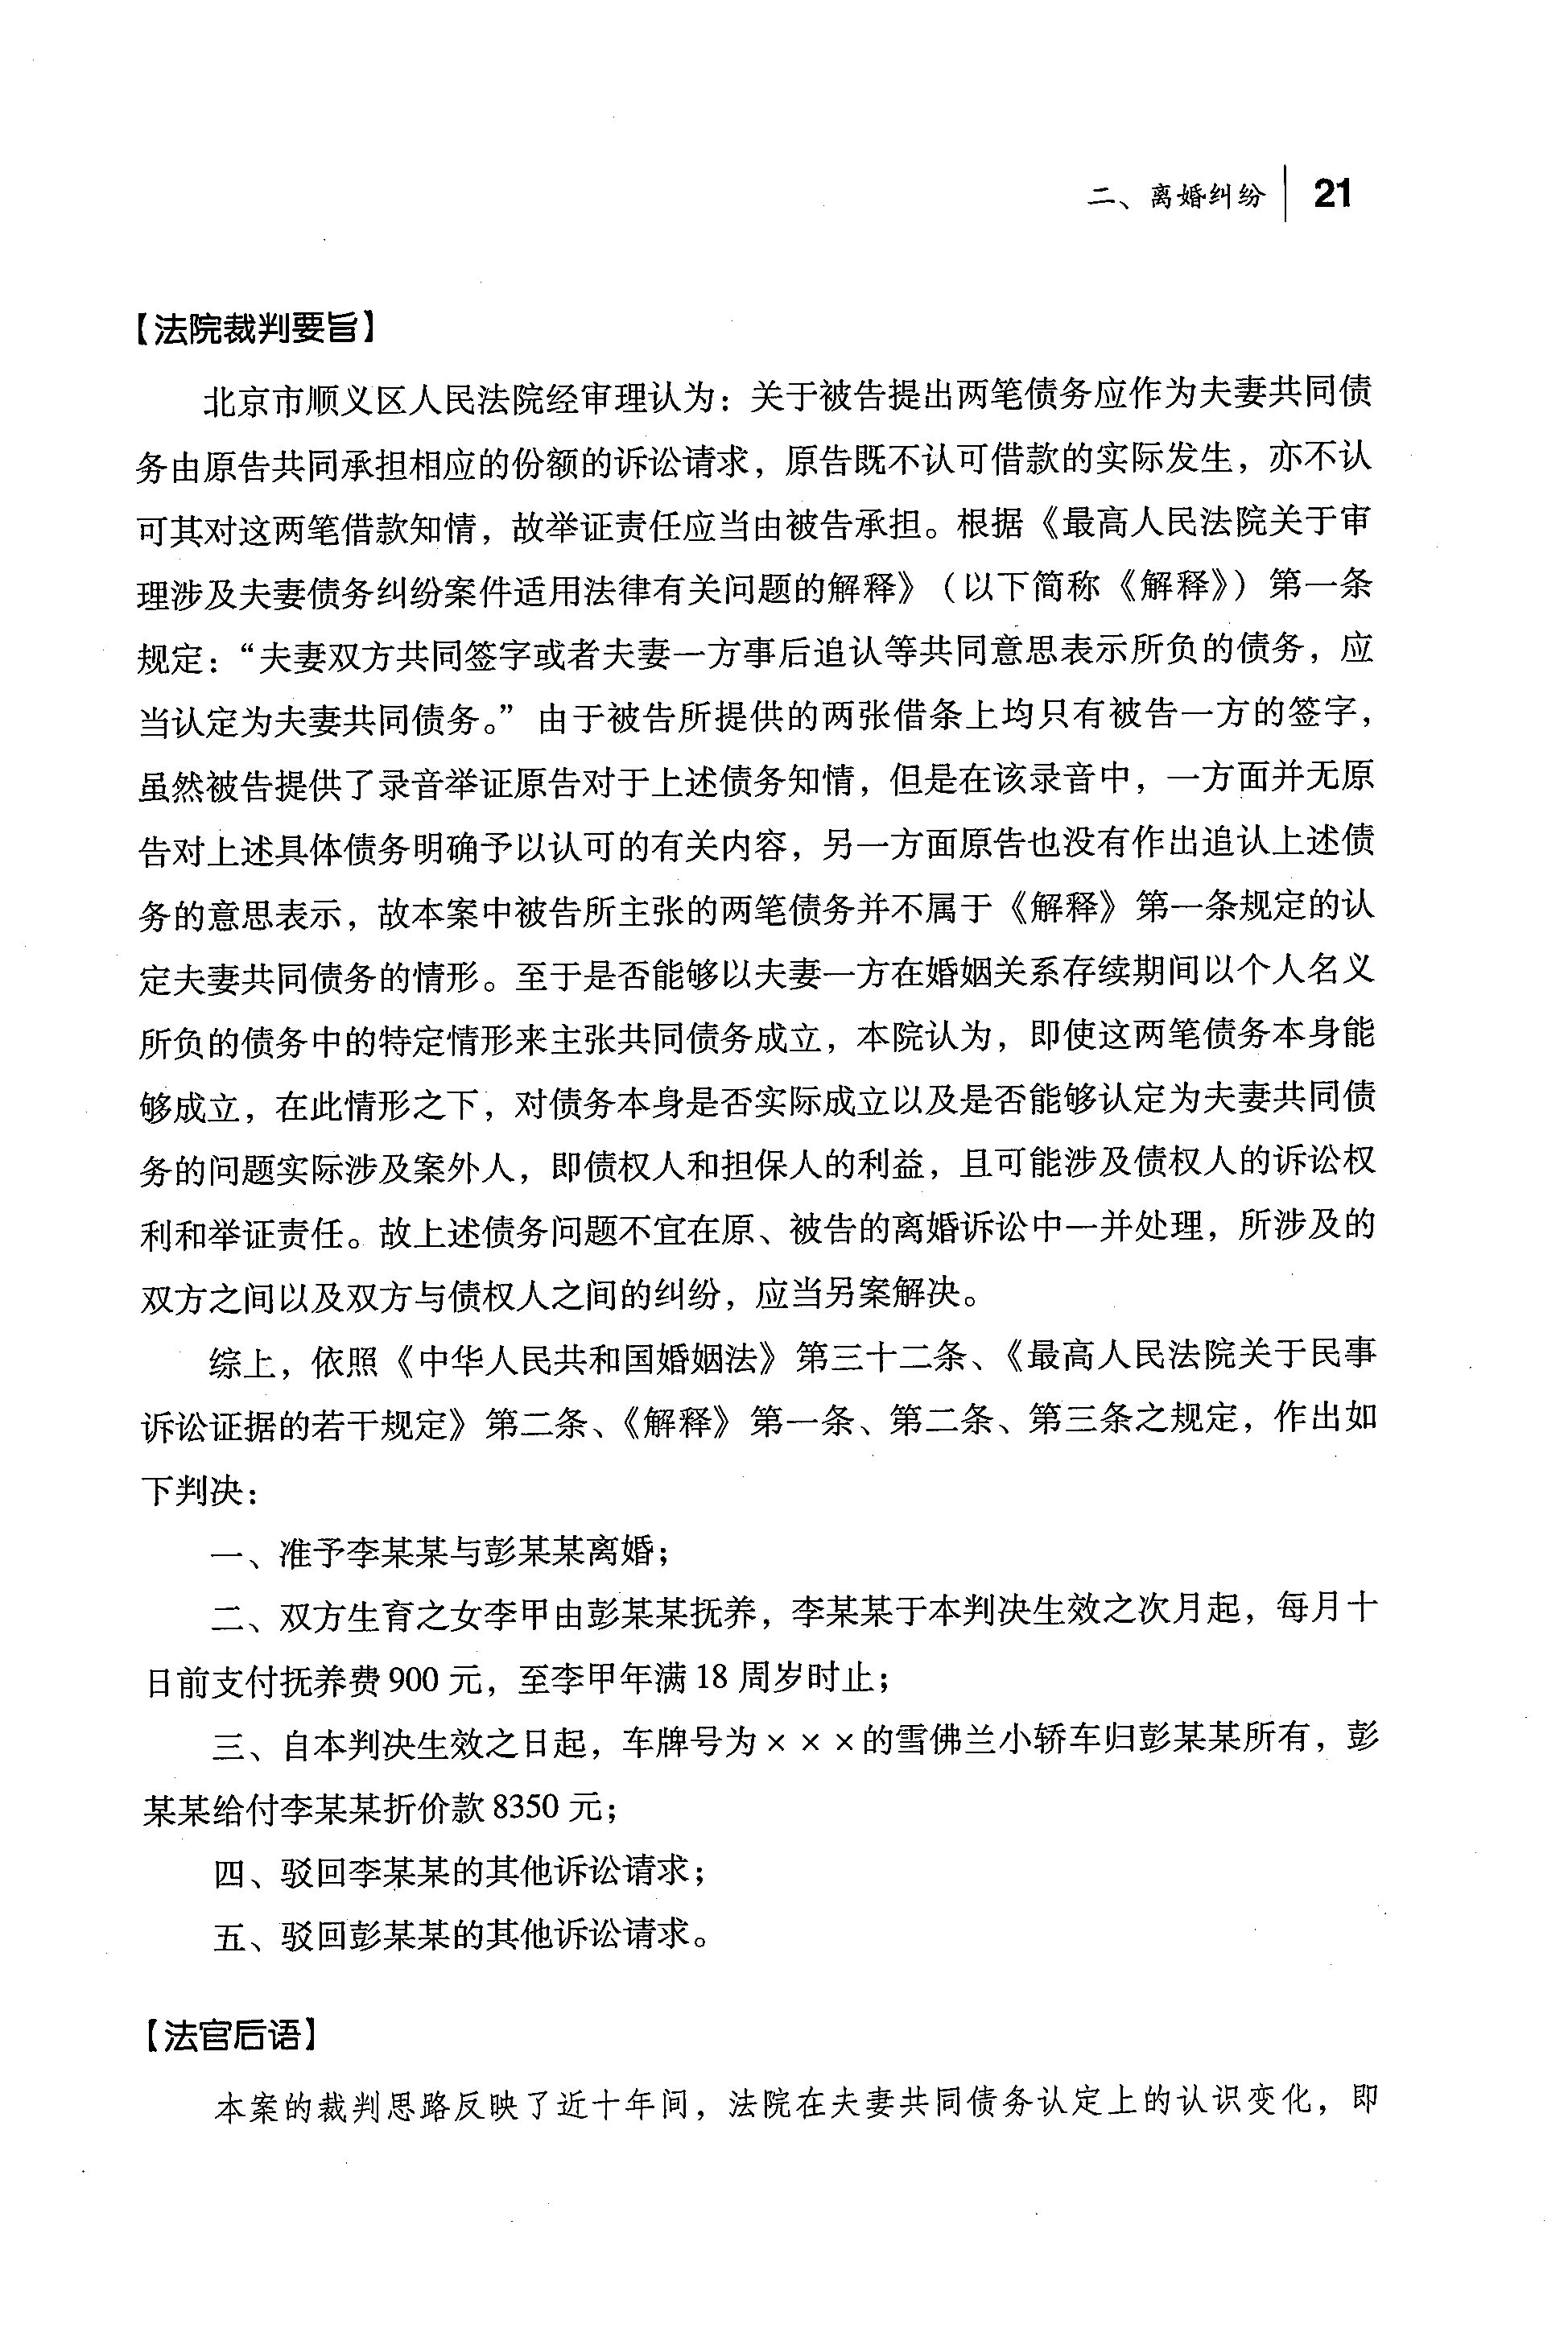 二、离婚纠纷 21
【法院裁判要旨】
北京市顺义区人民法院经审理认为：关于被告提出两笔债务应作为夫妻共同债
务由原告共同承担相应的份额的诉讼请求，原告既不认可借款的实际发生，亦不认
可其对这两笔借款知情，故举证责任应当由被告承担。根据《最高人民法院关于审
理涉及夫妻债务纠纷案件适用法律有关问题的解释》（以下简称《解释》）第一条
规定：“夫妻双方共同签字或者夫妻一方事后追认等共同意思表示所负的债务，应
当认定为夫妻共同债务。”由于被告所提供的两张借条上均只有被告一方的签字，
虽然被告提供了录音举证原告对于上述债务知情，但是在该录音中，一方面并无原
告对上述具体债务明确予以认可的有关内容，另一方面原告也没有作出追认上述债
务的意思表示，故本案中被告所主张的两笔债务并不属于《解释》第一条规定的认
定夫妻共同债务的情形。至于是否能够以夫妻一方在婚姻关系存续期间以个人名义
所负的债务中的特定情形来主张共同债务成立，本院认为，即使这两笔债务本身能
够成立，在此情形之下，对债务本身是否实际成立以及是否能够认定为夫妻共同债
务的问题实际涉及案外人，即债权人和担保人的利益，且可能涉及债权人的诉讼权
利和举证责任。故上述债务问题不宜在原、被告的离婚诉讼中一并处理，所涉及的
双方之间以及双方与债权人之间的纠纷，应当另案解决。
综上，依照《中华人民共和国婚姻法》第三十二条、《最高人民法院关于民事
诉讼证据的若干规定》第二条、《解释》第一条、第二条、第三条之规定，作出如
下判决：
一、准予李某某与彭某某离婚；
二、双方生育之女李甲由彭某某抚养，李某某于本判决生效之次月起，每月十
日前支付抚养费900元，至李甲年满18周岁时止；
三、自本判决生效之日起，车牌号为×××的雪佛兰小轿车归彭某某所有，彭
某某给付李某某折价款8350元；
四、驳回李某某的其他诉讼请求；
五、驳回彭某某的其他诉讼请求。
【法官后语】
本案的裁判思路反映了近十年间，法院在夫妻共同债务认定上的认识变化，即